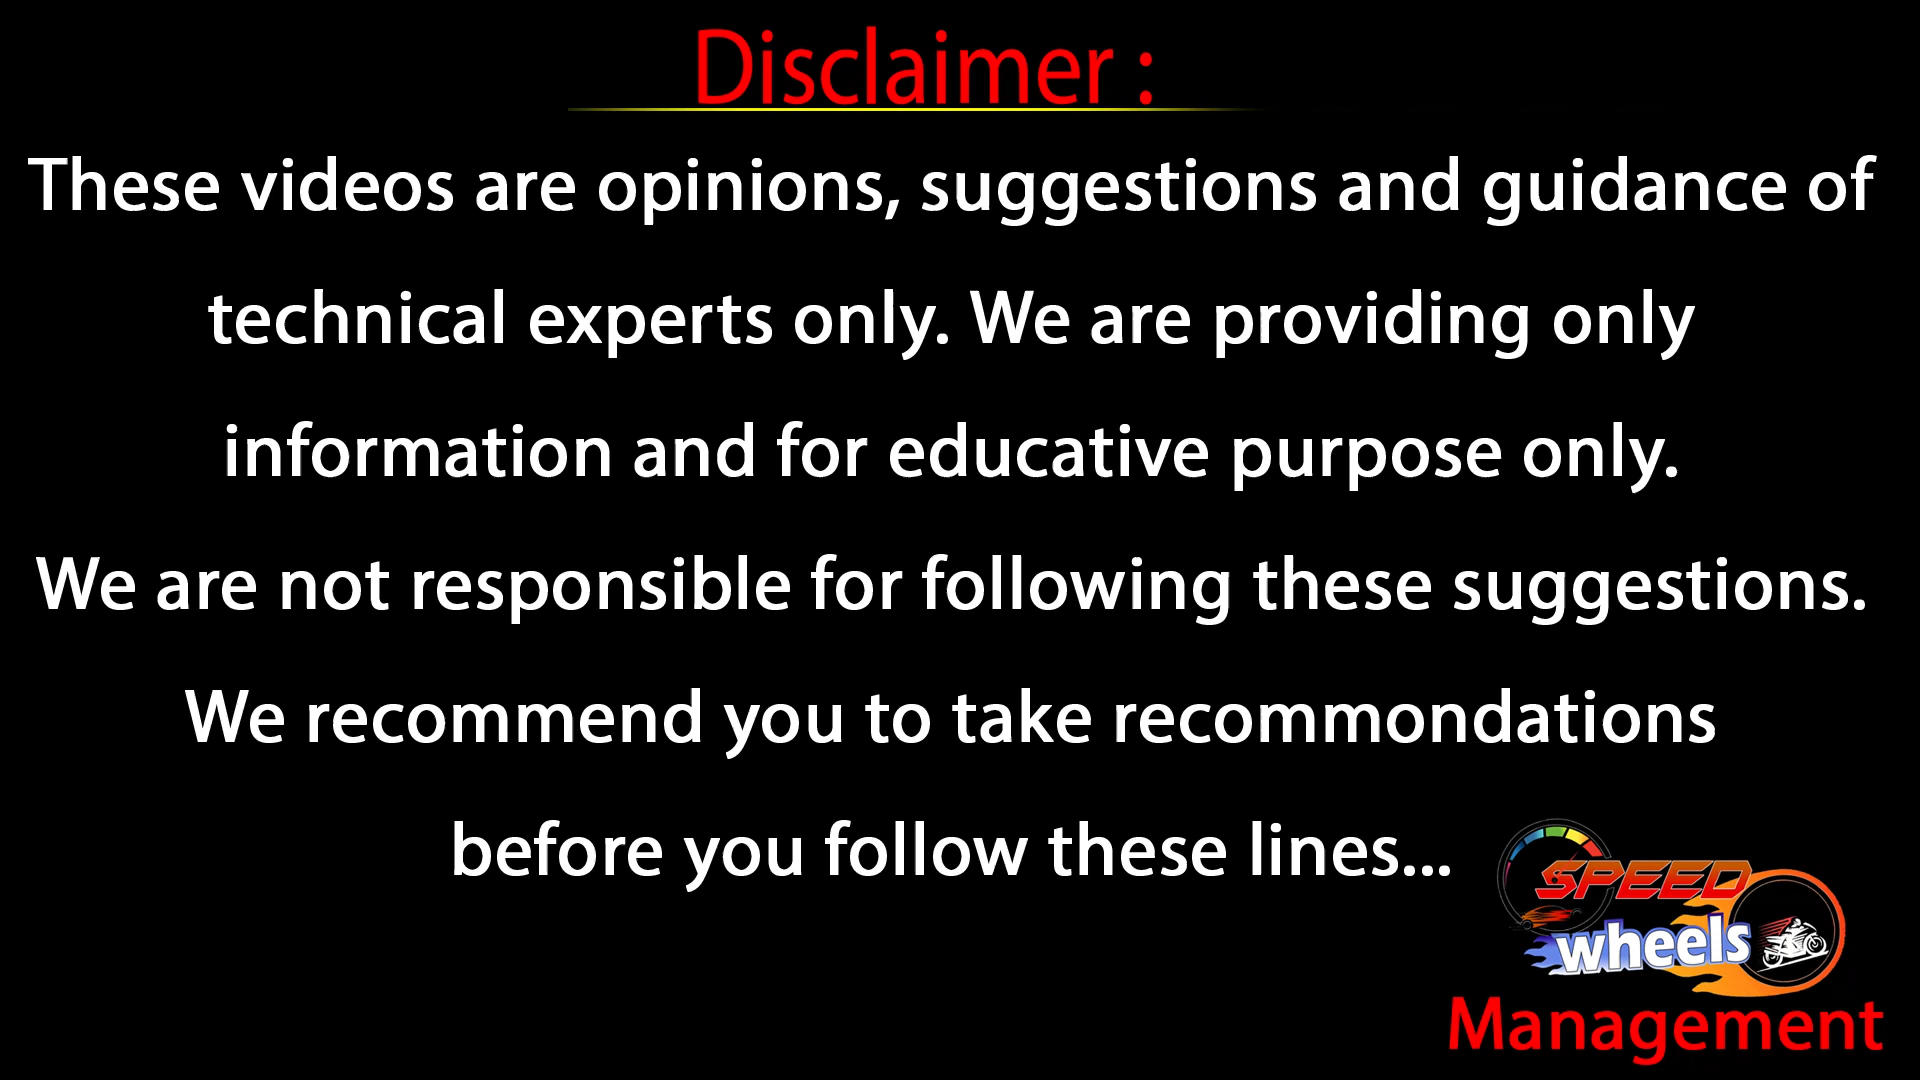 Disclaimer :
These videos are opinions, suggestions and guidance of
technical experts only. We are providing only
information and for educative purpose only.
We are not responsible for following these suggestions.
We recommend you to take recommondations
before you follow these lines...
SPEED
wheels
Management